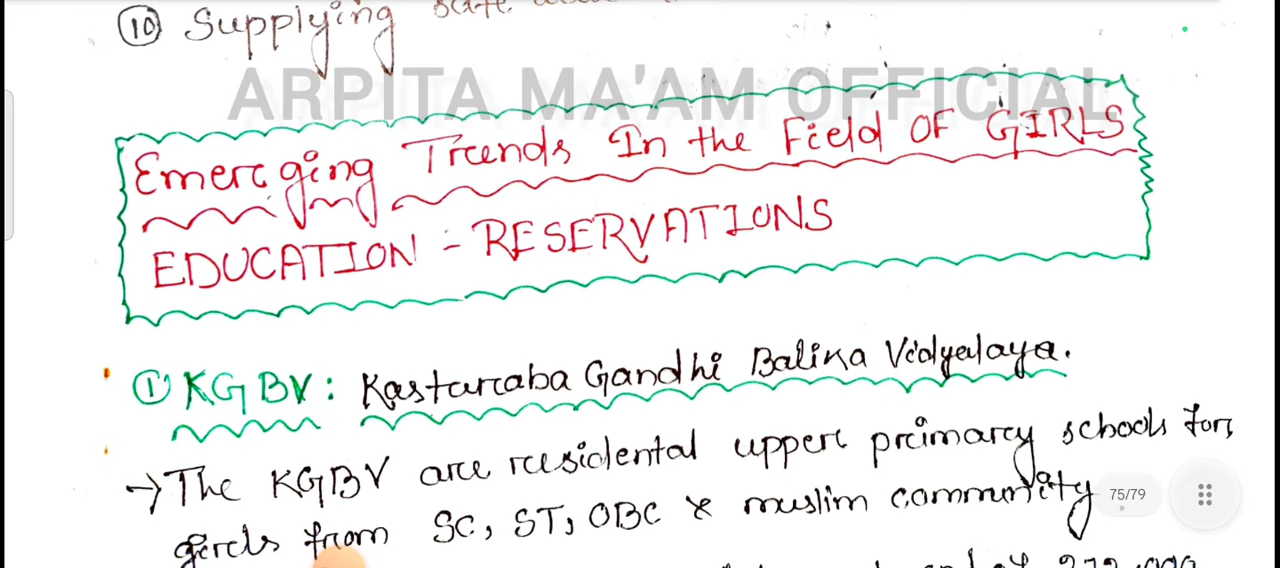 ⑩ Supplying safe
ARPITA MA'AM OFFICIAL
Emerging Trends In the Field OF GIRLS
EDUCATION - RESERVATIONS
① KGBV: Kasturaba Gandhi Balika Vidyalaya.
→ The KGBV are residental upper primary schools for
75/79
girls from SC, ST, OBC & muslim community